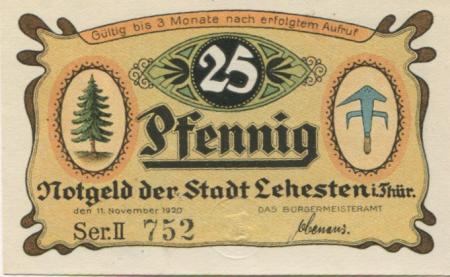 Gültig bis 3 Monate nach erfolgtem Aufruf
25
Pfennig
Notgeld der Stadt Lehesten i. Thür.
den 11. November 1920 DAS BÜRGERMEISTERAMT
Ser. II 752